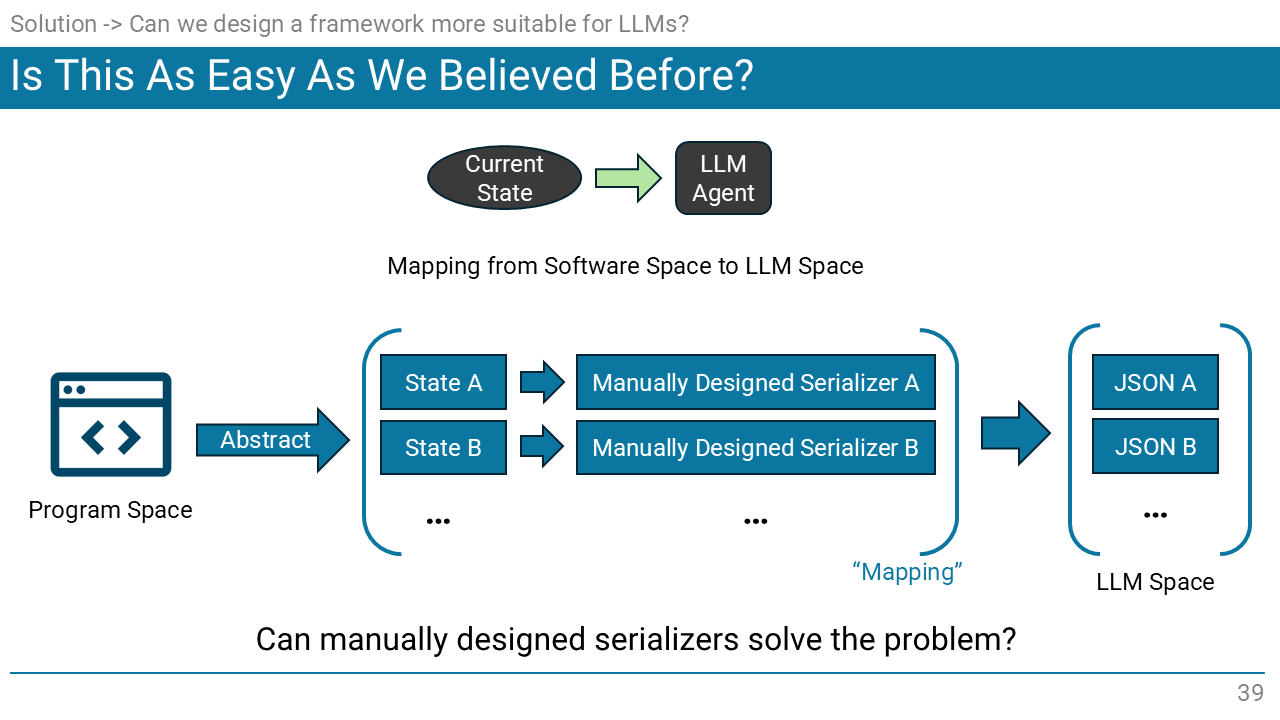 Solution -> Can we design a framework more suitable for LLMs?
Is This As Easy As We Believed Before?
Current
State
LLM
Agent
Mapping from Software Space to LLM Space
Abstract
Program Space
State A
Manually Designed Serializer A
State B
Manually Designed Serializer B
...
...
“Mapping”
JSON A
JSON B
...
LLM Space
Can manually designed serializers solve the problem?
39